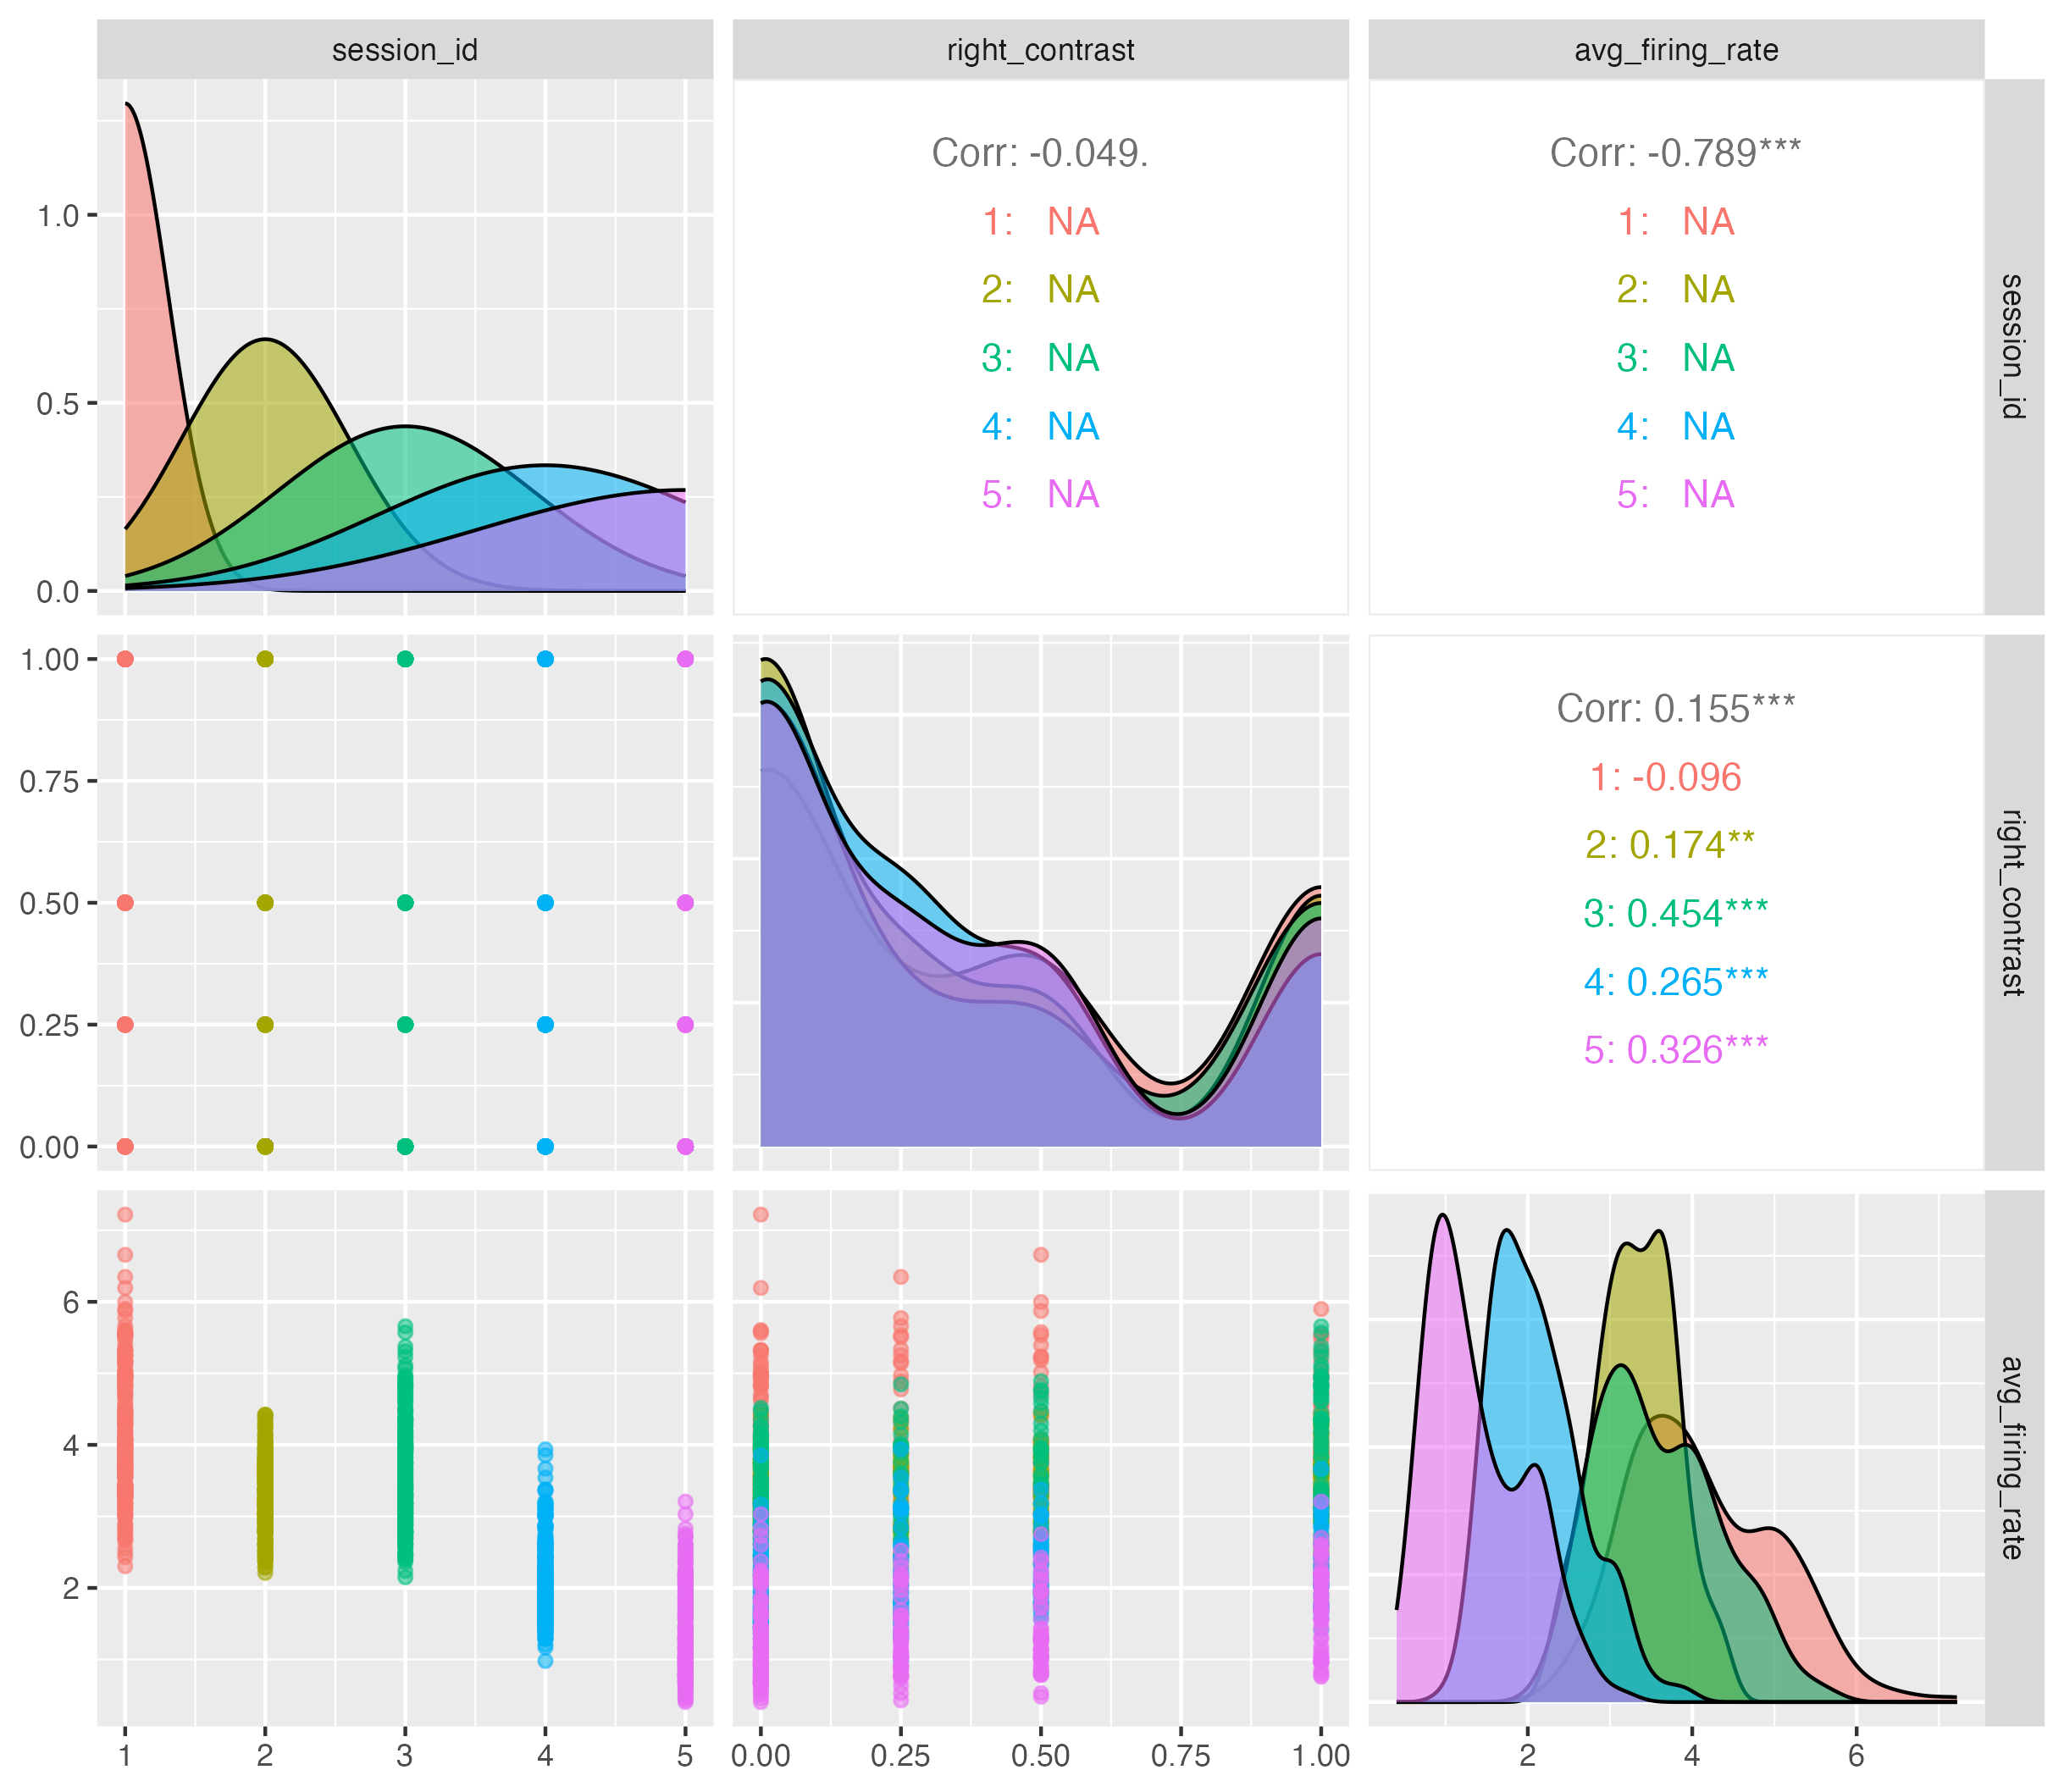 session_id
right_contrast
avg_firing_rate
1.0
0.5
0.0
Corr: -0.049.
1: NA
2: NA
3: NA
4: NA
5: NA
Corr: -0.789***
1: NA
2: NA
3: NA
4: NA
5: NA
session_id
1.00
0.75
0.50
0.25
0.00
Corr: 0.155***
1: -0.096
2: 0.174**
3: 0.454***
4: 0.265***
5: 0.326***
right_contrast
6
4
2
avg_firing_rate
1 2 3 4 5
0.00 0.25 0.50 0.75 1.00
2 4 6